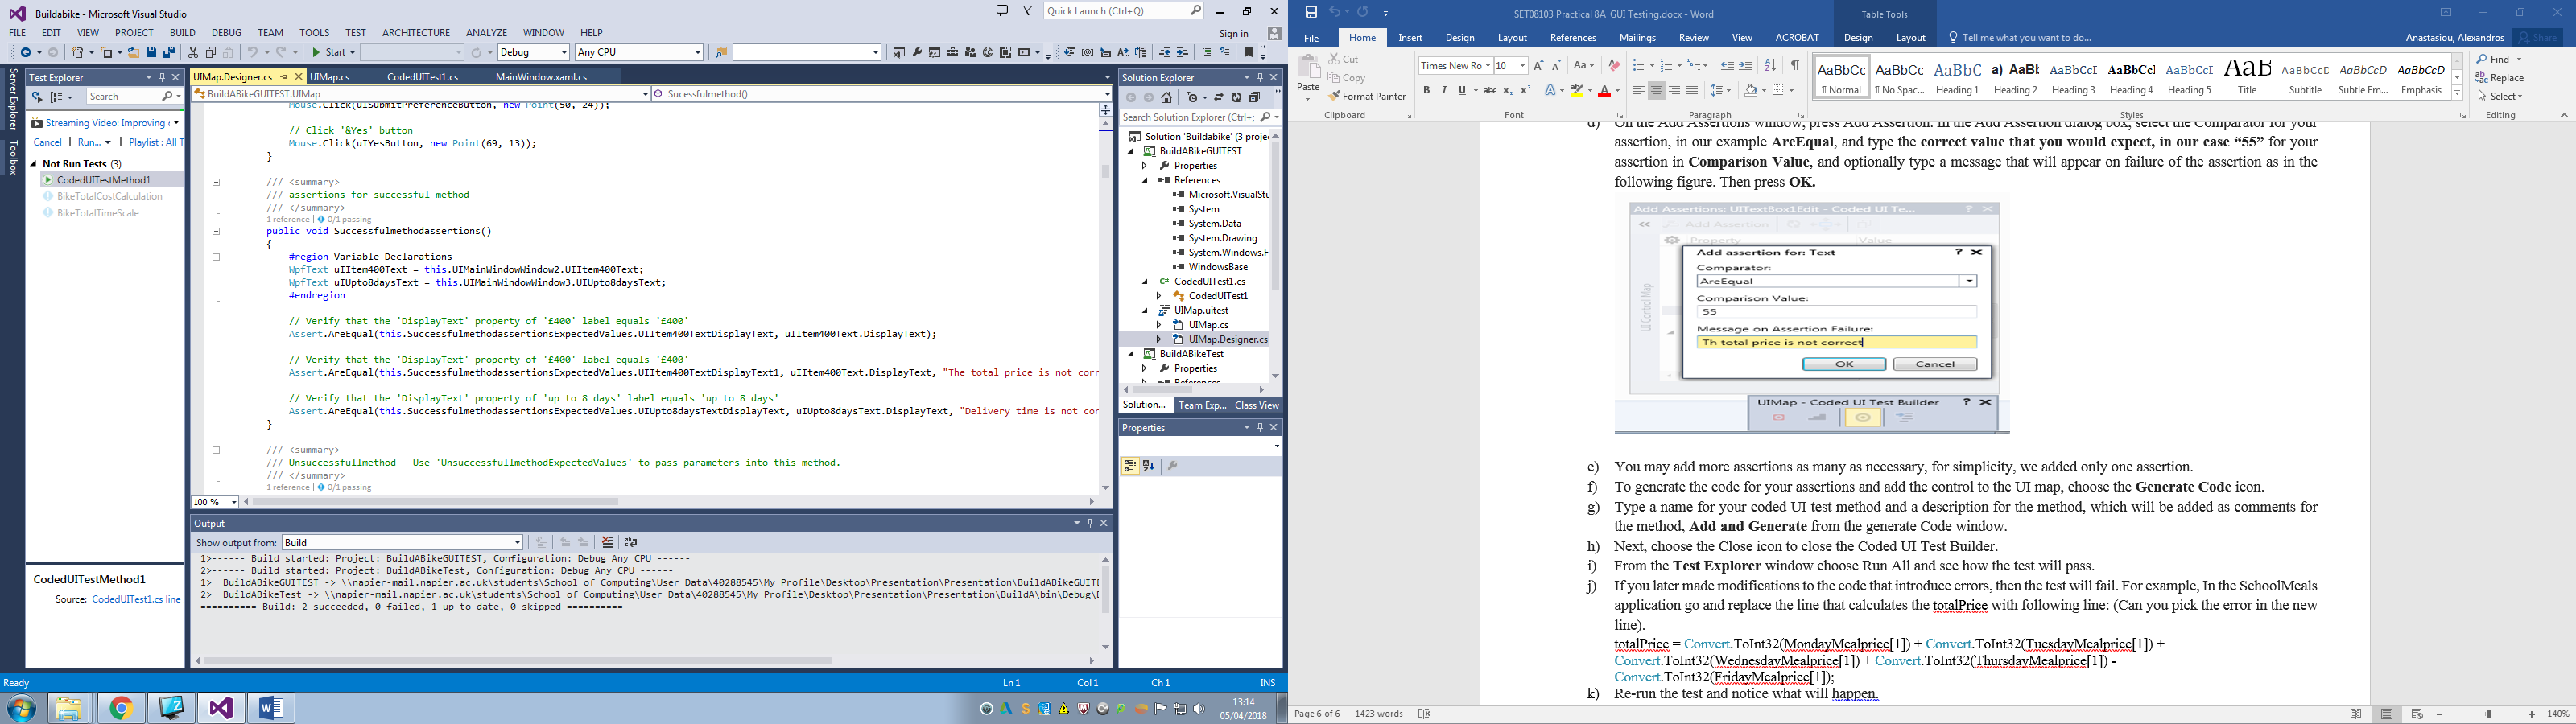 Buildabike - Microsoft Visual Studio
Quick Launch (Ctrl+Q)
FILE EDIT VIEW PROJECT BUILD DEBUG TEAM TOOLS TEST ARCHITECTURE ANALYZE WINDOW HELP
Sign in
Start Debug Any CPU
Server Explorer
Toolbox
Test Explorer
Search
Streaming Video: Improving
Cancel Run... Playlist : All T
Not Run Tests (3)
CodedUITestMethod1
BikeTotalCostCalculation
BikeTotalTimeScale
CodedUITestMethod1
Source: CodedUITest1.cs line
UIMap.Designer.cs UIMap.cs CodedUITest1.cs MainWindow.xaml.cs
BuildABikeGUITEST.UIMap Sucessfulmethod()
Mouse.Click(uISubmitPreferenceButton, new Point(50, 24));
// Click '&Yes' button
Mouse.Click(uIYesButton, new Point(69, 13));
}
/// <summary>
/// assertions for successful method
/// </summary>
1 reference | 0/1 passing
public void Successfulmethodassertions()
{
#region Variable Declarations
WpfText uIItem400Text = this.UIMainWindowWindow2.UIItem400Text;
WpfText uIUpto8daysText = this.UIMainWindowWindow3.UIUpto8daysText;
#endregion
// Verify that the 'DisplayText' property of '£400' label equals '£400'
Assert.AreEqual(this.SuccessfulmethodassertionsExpectedValues.UIItem400TextDisplayText, uIItem400Text.DisplayText);
// Verify that the 'DisplayText' property of '£400' label equals '£400'
Assert.AreEqual(this.SuccessfulmethodassertionsExpectedValues.UIItem400TextDisplayText1, uIItem400Text.DisplayText, "The total price is not corr
// Verify that the 'DisplayText' property of 'up to 8 days' label equals 'up to 8 days'
Assert.AreEqual(this.SuccessfulmethodassertionsExpectedValues.UIUpto8daysTextDisplayText, uIUpto8daysText.DisplayText, "Delivery time is not cor
}
/// <summary>
/// Unsuccessfullmethod - Use 'UnsuccessfullmethodExpectedValues' to pass parameters into this method.
/// </summary>
1 reference | 0/1 passing
100 %
Output
Show output from: Build
1>------ Build started: Project: BuildABikeGUITEST, Configuration: Debug Any CPU ------
2>------ Build started: Project: BuildABikeTest, Configuration: Debug Any CPU ------
1> BuildABikeGUITEST -> \\napier-mail.napier.ac.uk\students\School of Computing\User Data\40288545\My Profile\Desktop\Presentation\Presentation\BuildABikeGUITE
2> BuildABikeTest -> \\napier-mail.napier.ac.uk\students\School of Computing\User Data\40288545\My Profile\Desktop\Presentation\Presentation\BuildA\bin\Debug\B
========== Build: 2 succeeded, 0 failed, 1 up-to-date, 0 skipped ==========
Solution Explorer
Search Solution Explorer (Ctrl+;
Solution 'Buildabike' (3 projec
BuildABikeGUITEST
Properties
References
Microsoft.VisualStu
System
System.Data
System.Drawing
System.Windows.F
WindowsBase
CodedUITest1.cs
CodedUITest1
UIMap.uitest
UIMap.cs
UIMap.Designer.cs
BuildABikeTest
Properties
References
Solution... Team Exp... Class View
Properties
Ready Ln 1 Col 1 Ch 1 INS
13:14
05/04/2018
SET08103 Practical 8A_GUI Testing.docx - Word
Table Tools
File Home Insert Design Layout References Mailings Review View ACROBAT Design Layout Tell me what you want to do...
Anastasiou, Alexandros Share
Paste
Cut
Copy
Format Painter
Clipboard
Times New Ro 10
Font
Paragraph
AaBbCc ¶ Normal
AaBbCc ¶ No Spac...
AaBbC Heading 1
a) AaBb Heading 2
AaBbCcI Heading 3
AaBbCcI Heading 4
AaBbCcI Heading 5
AaB Title
AaBbCcD Subtitle
AaBbCcD Subtle Em...
AaBbCcD Emphasis
Styles
Find
Replace
Select
Editing
d) On the Add Assertions window, press Add Assertion. In the Add Assertion dialog box, select the Comparator for your
assertion, in our example AreEqual, and type the correct value that you would expect, in our case “55” for your
assertion in Comparison Value, and optionally type a message that will appear on failure of the assertion as in the
following figure. Then press OK.
Add Assertions: UITextBox1Edit - Coded UI Te...
Add Assertion
Property Value
UI Control Map
Add assertion for: Text
Comparator:
AreEqual
Comparison Value:
55
Message on Assertion Failure:
Th total price is not correct
OK Cancel
UIMap - Coded UI Test Builder
e) You may add more assertions as many as necessary, for simplicity, we added only one assertion.
f) To generate the code for your assertions and add the control to the UI map, choose the Generate Code icon.
g) Type a name for your coded UI test method and a description for the method, which will be added as comments for
the method, Add and Generate from the generate Code window.
h) Next, choose the Close icon to close the Coded UI Test Builder.
i) From the Test Explorer window choose Run All and see how the test will pass.
j) If you later made modifications to the code that introduce errors, then the test will fail. For example, In the SchoolMeals
application go and replace the line that calculates the totalPrice with following line: (Can you pick the error in the new
line).
totalPrice = Convert.ToInt32(MondayMealprice[1]) + Convert.ToInt32(TuesdayMealprice[1]) +
Convert.ToInt32(WednesdayMealprice[1]) + Convert.ToInt32(ThursdayMealprice[1]) -
Convert.ToInt32(FridayMealprice[1]);
k) Re-run the test and notice what will happen.
Page 6 of 6 1423 words
140%